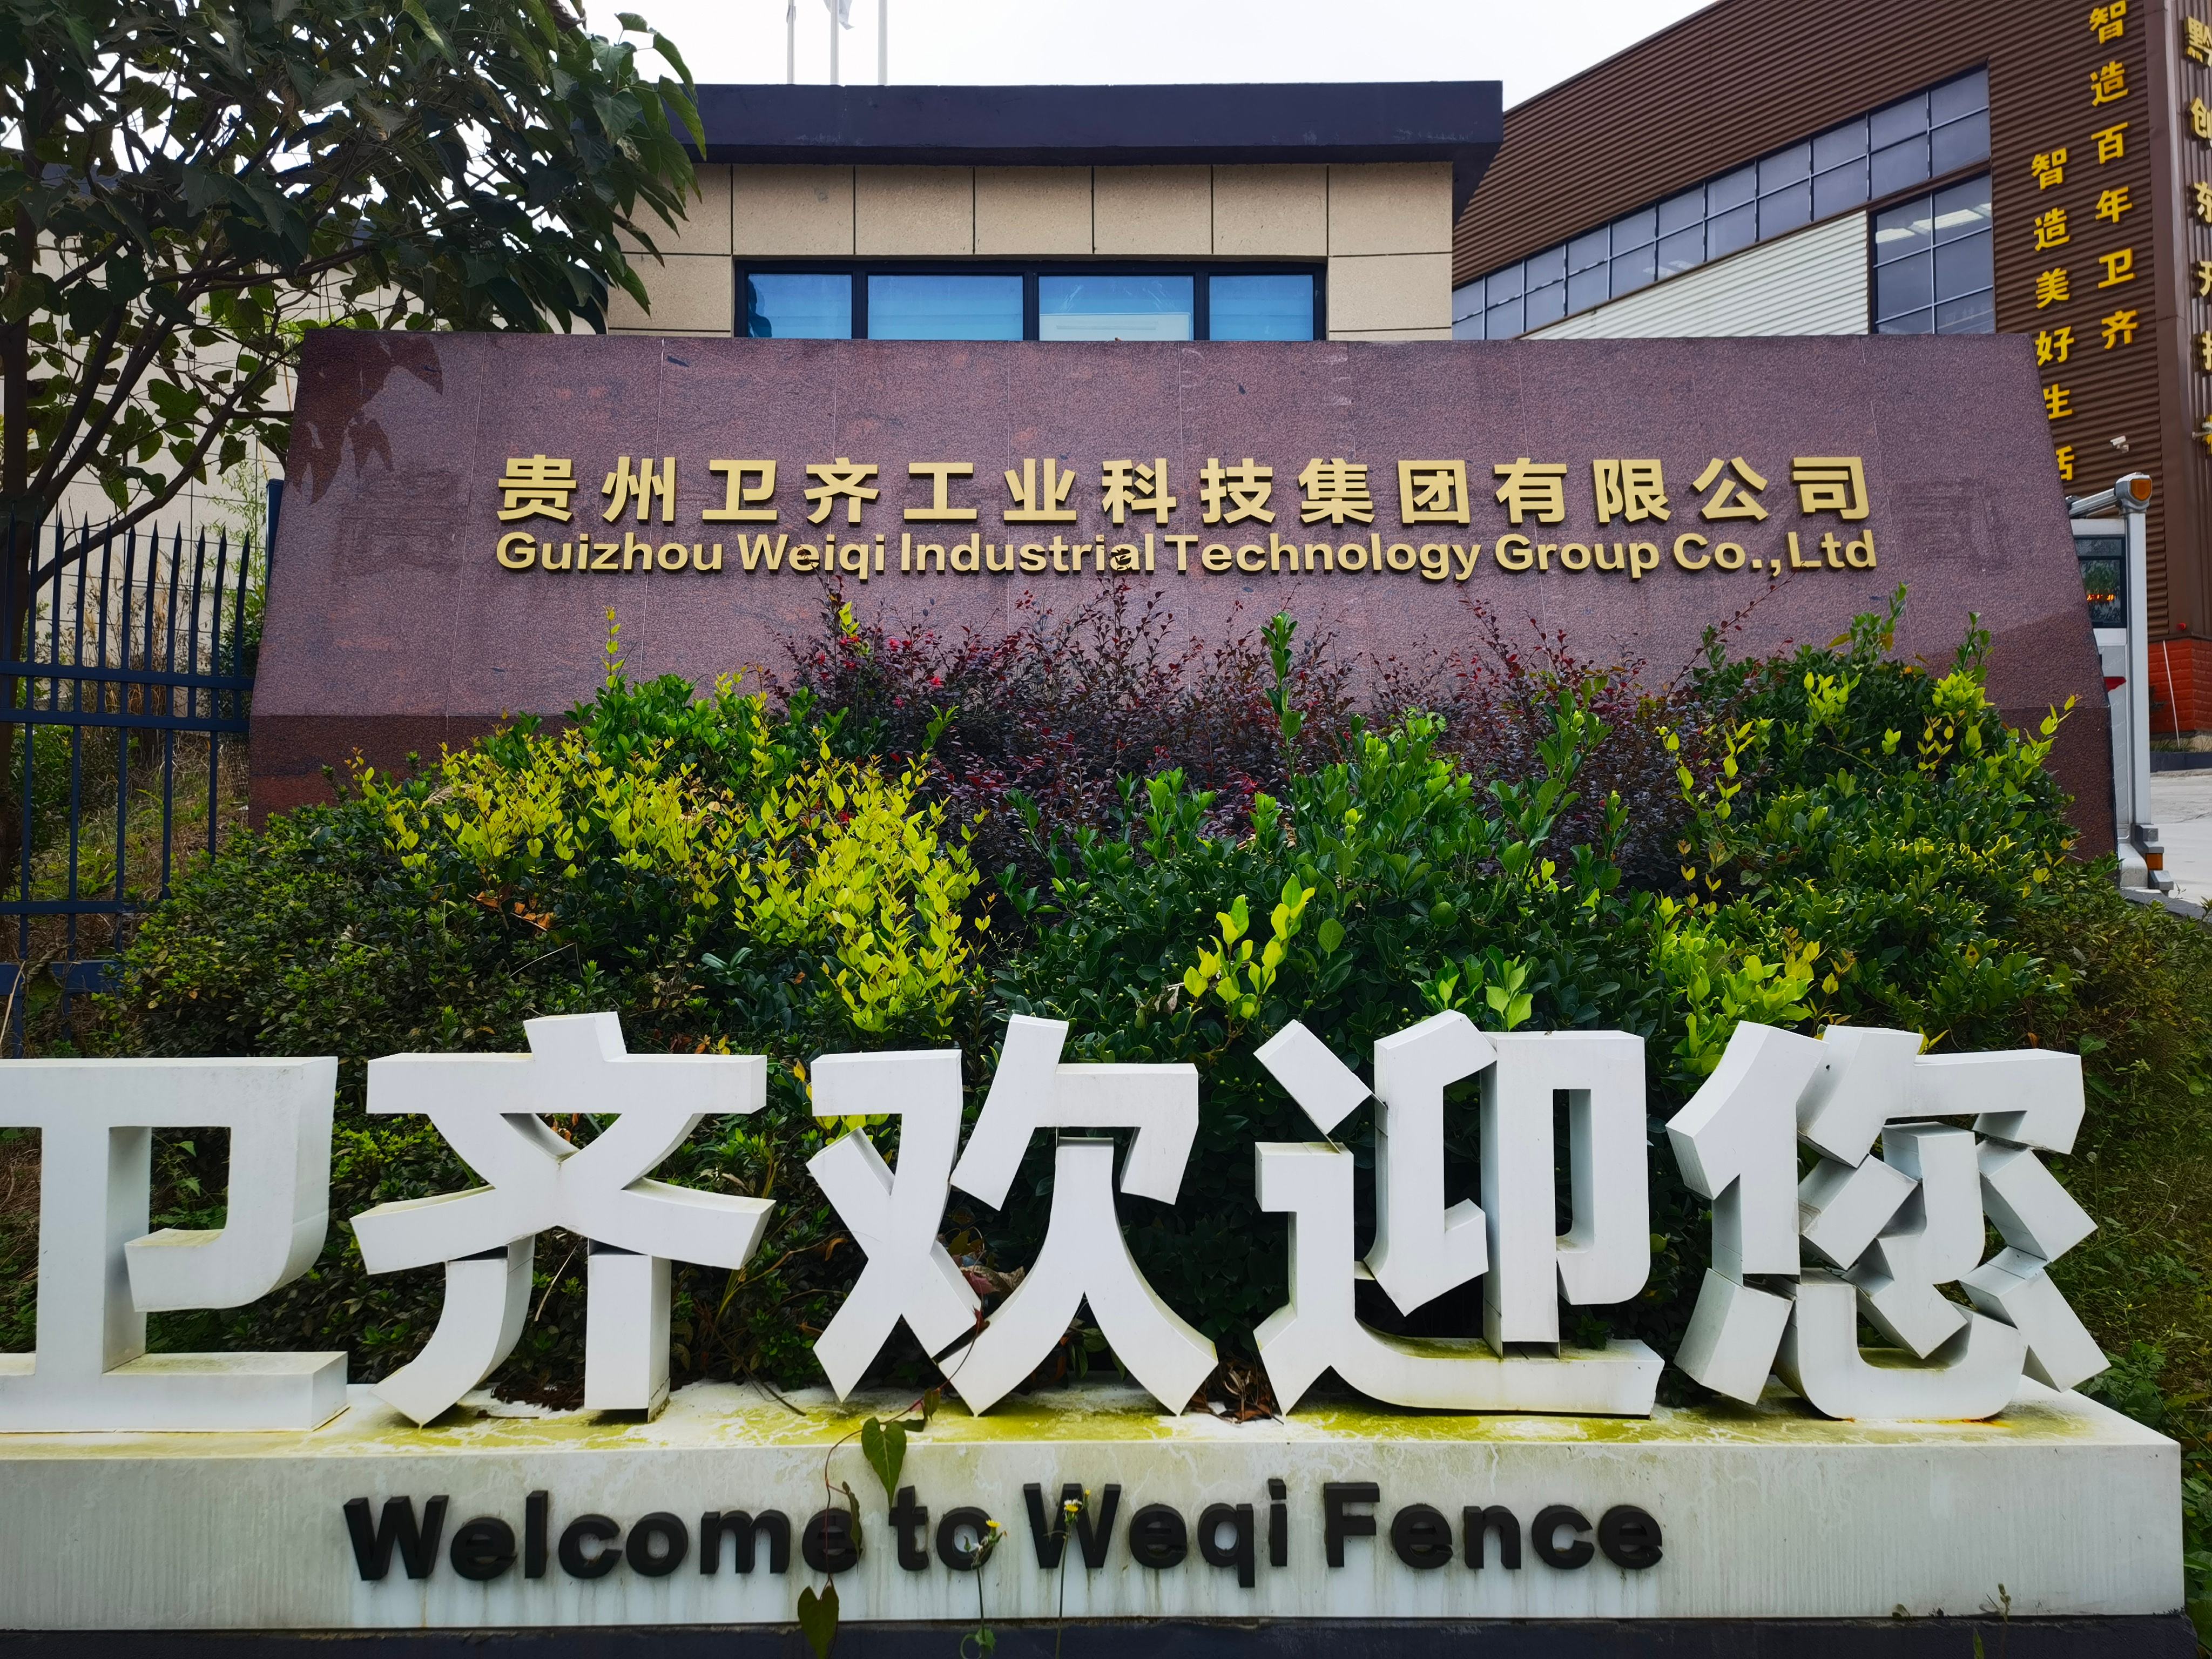 智造百年卫齐
智造美好生活
贵州卫齐工业科技集团有限公司
Guizhou Weiqi Industrial Technology Group Co.,Ltd
卫齐欢迎您
Welcome to Weqi Fence